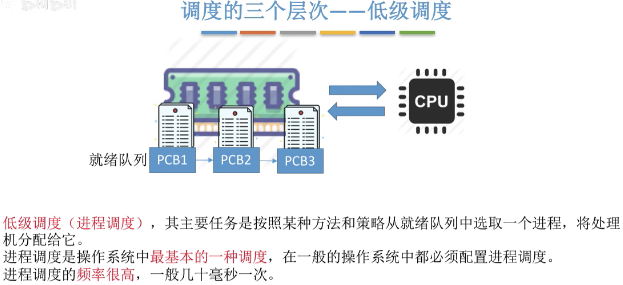 调度的三个层次——低级调度
CPU
就绪队列 PCB1 PCB2 PCB3
低级调度（进程调度），其主要任务是按照某种方法和策略从就绪队列中选取一个进程，将处理
机分配给它。
进程调度是操作系统中最基本的一种调度，在一般的操作系统中都必须配置进程调度。
进程调度的频率很高，一般几十毫秒一次。